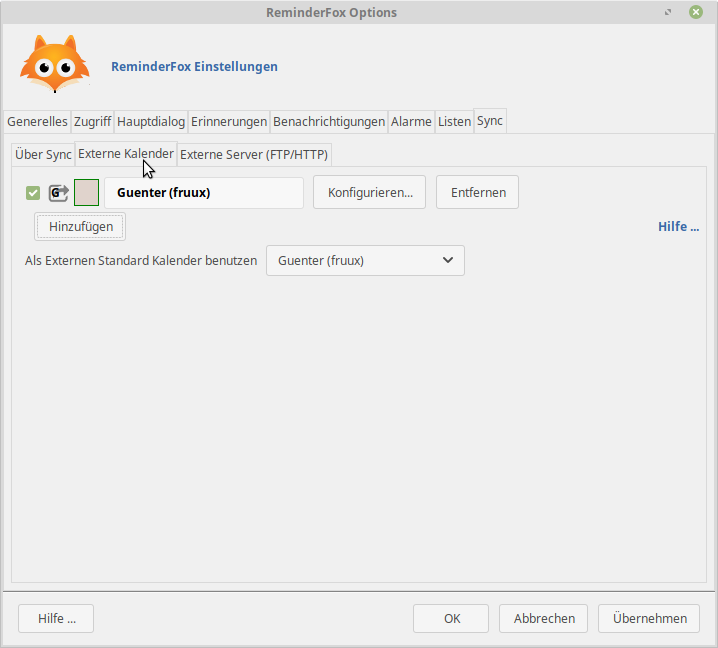 ReminderFox Options
ReminderFox Einstellungen
Generelles Zugriff Hauptdialog Erinnerungen Benachrichtigungen Alarme Listen Sync
Über Sync Externe Kalender Externe Server (FTP/HTTP)
G Guenter (fruux) Konfigurieren... Entfernen
Hinzufügen Hilfe ...
Als Externen Standard Kalender benutzen Guenter (fruux)
Hilfe ... OK Abbrechen Übernehmen